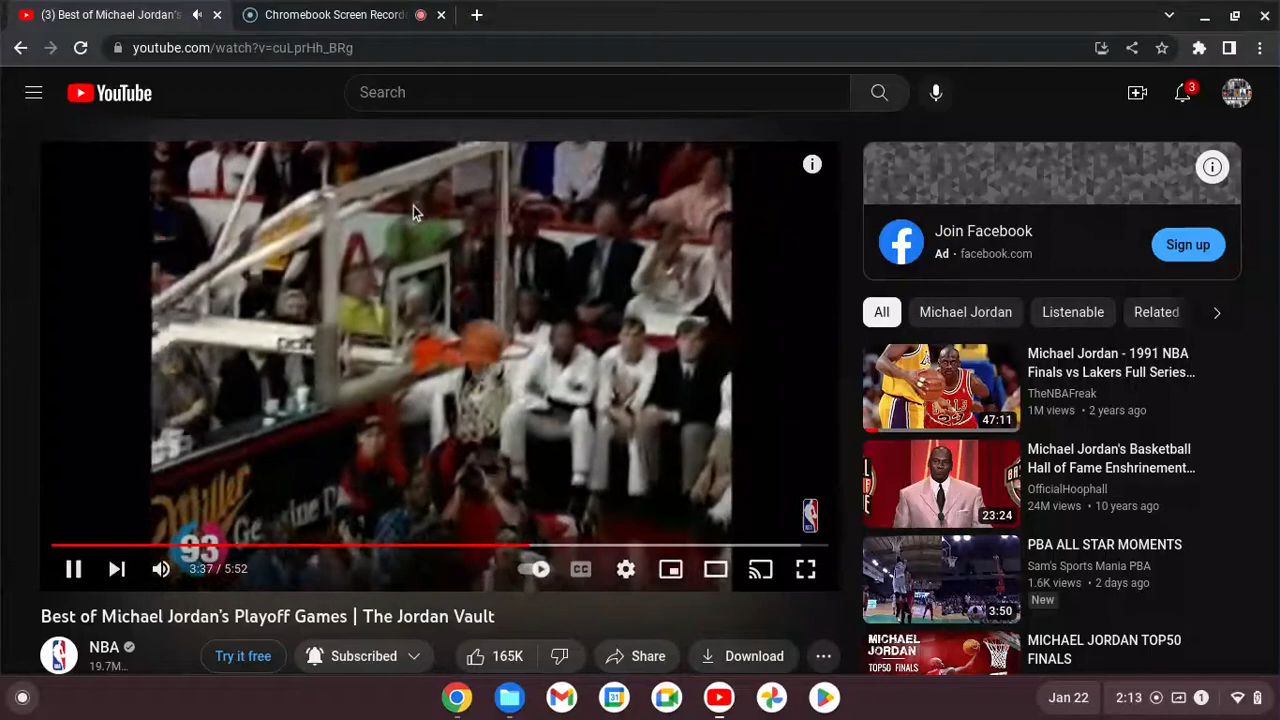 (3) Best of Michael Jordan's
Chromebook Screen Record
youtube.com/watch?v=cuLprHh_BRg
YouTube
Search
3
Miller
Genuine D
93
3:37 / 5:52
CC
Best of Michael Jordan's Playoff Games | The Jordan Vault
NBA
19.7M...
Try it free
Subscribed
165K
Share
Download
Join Facebook
Ad · facebook.com
Sign up
All
Michael Jordan
Listenable
Related
Michael Jordan - 1991 NBA
Finals vs Lakers Full Series...
TheNBAFreak
1M views • 2 years ago
47:11
Michael Jordan's Basketball
Hall of Fame Enshrinement...
OfficialHoophall
24M views • 10 years ago
23:24
PBA ALL STAR MOMENTS
Sam's Sports Mania PBA
1.6K views • 2 days ago
New
3:50
MICHAEL JORDAN TOP50
FINALS
MICHAEL
JORDAN
TOP50 FINALS
31
Jan 22
2:13
1